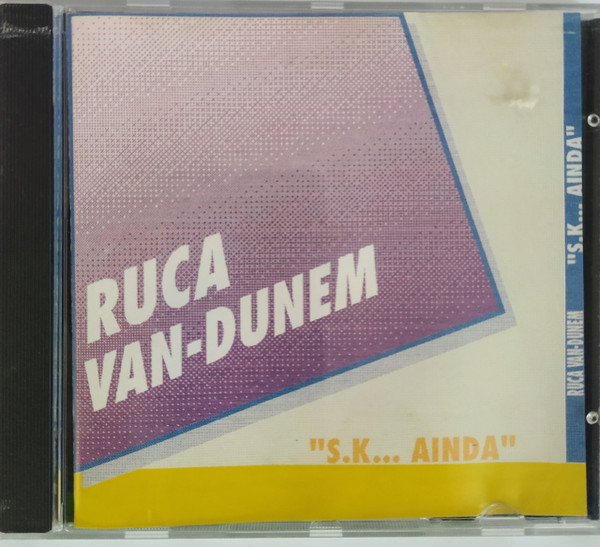 RUCA
VAN-DUNEM
"S.K... AINDA"
RUCA VAN-DUNEM "S.K... AINDA"